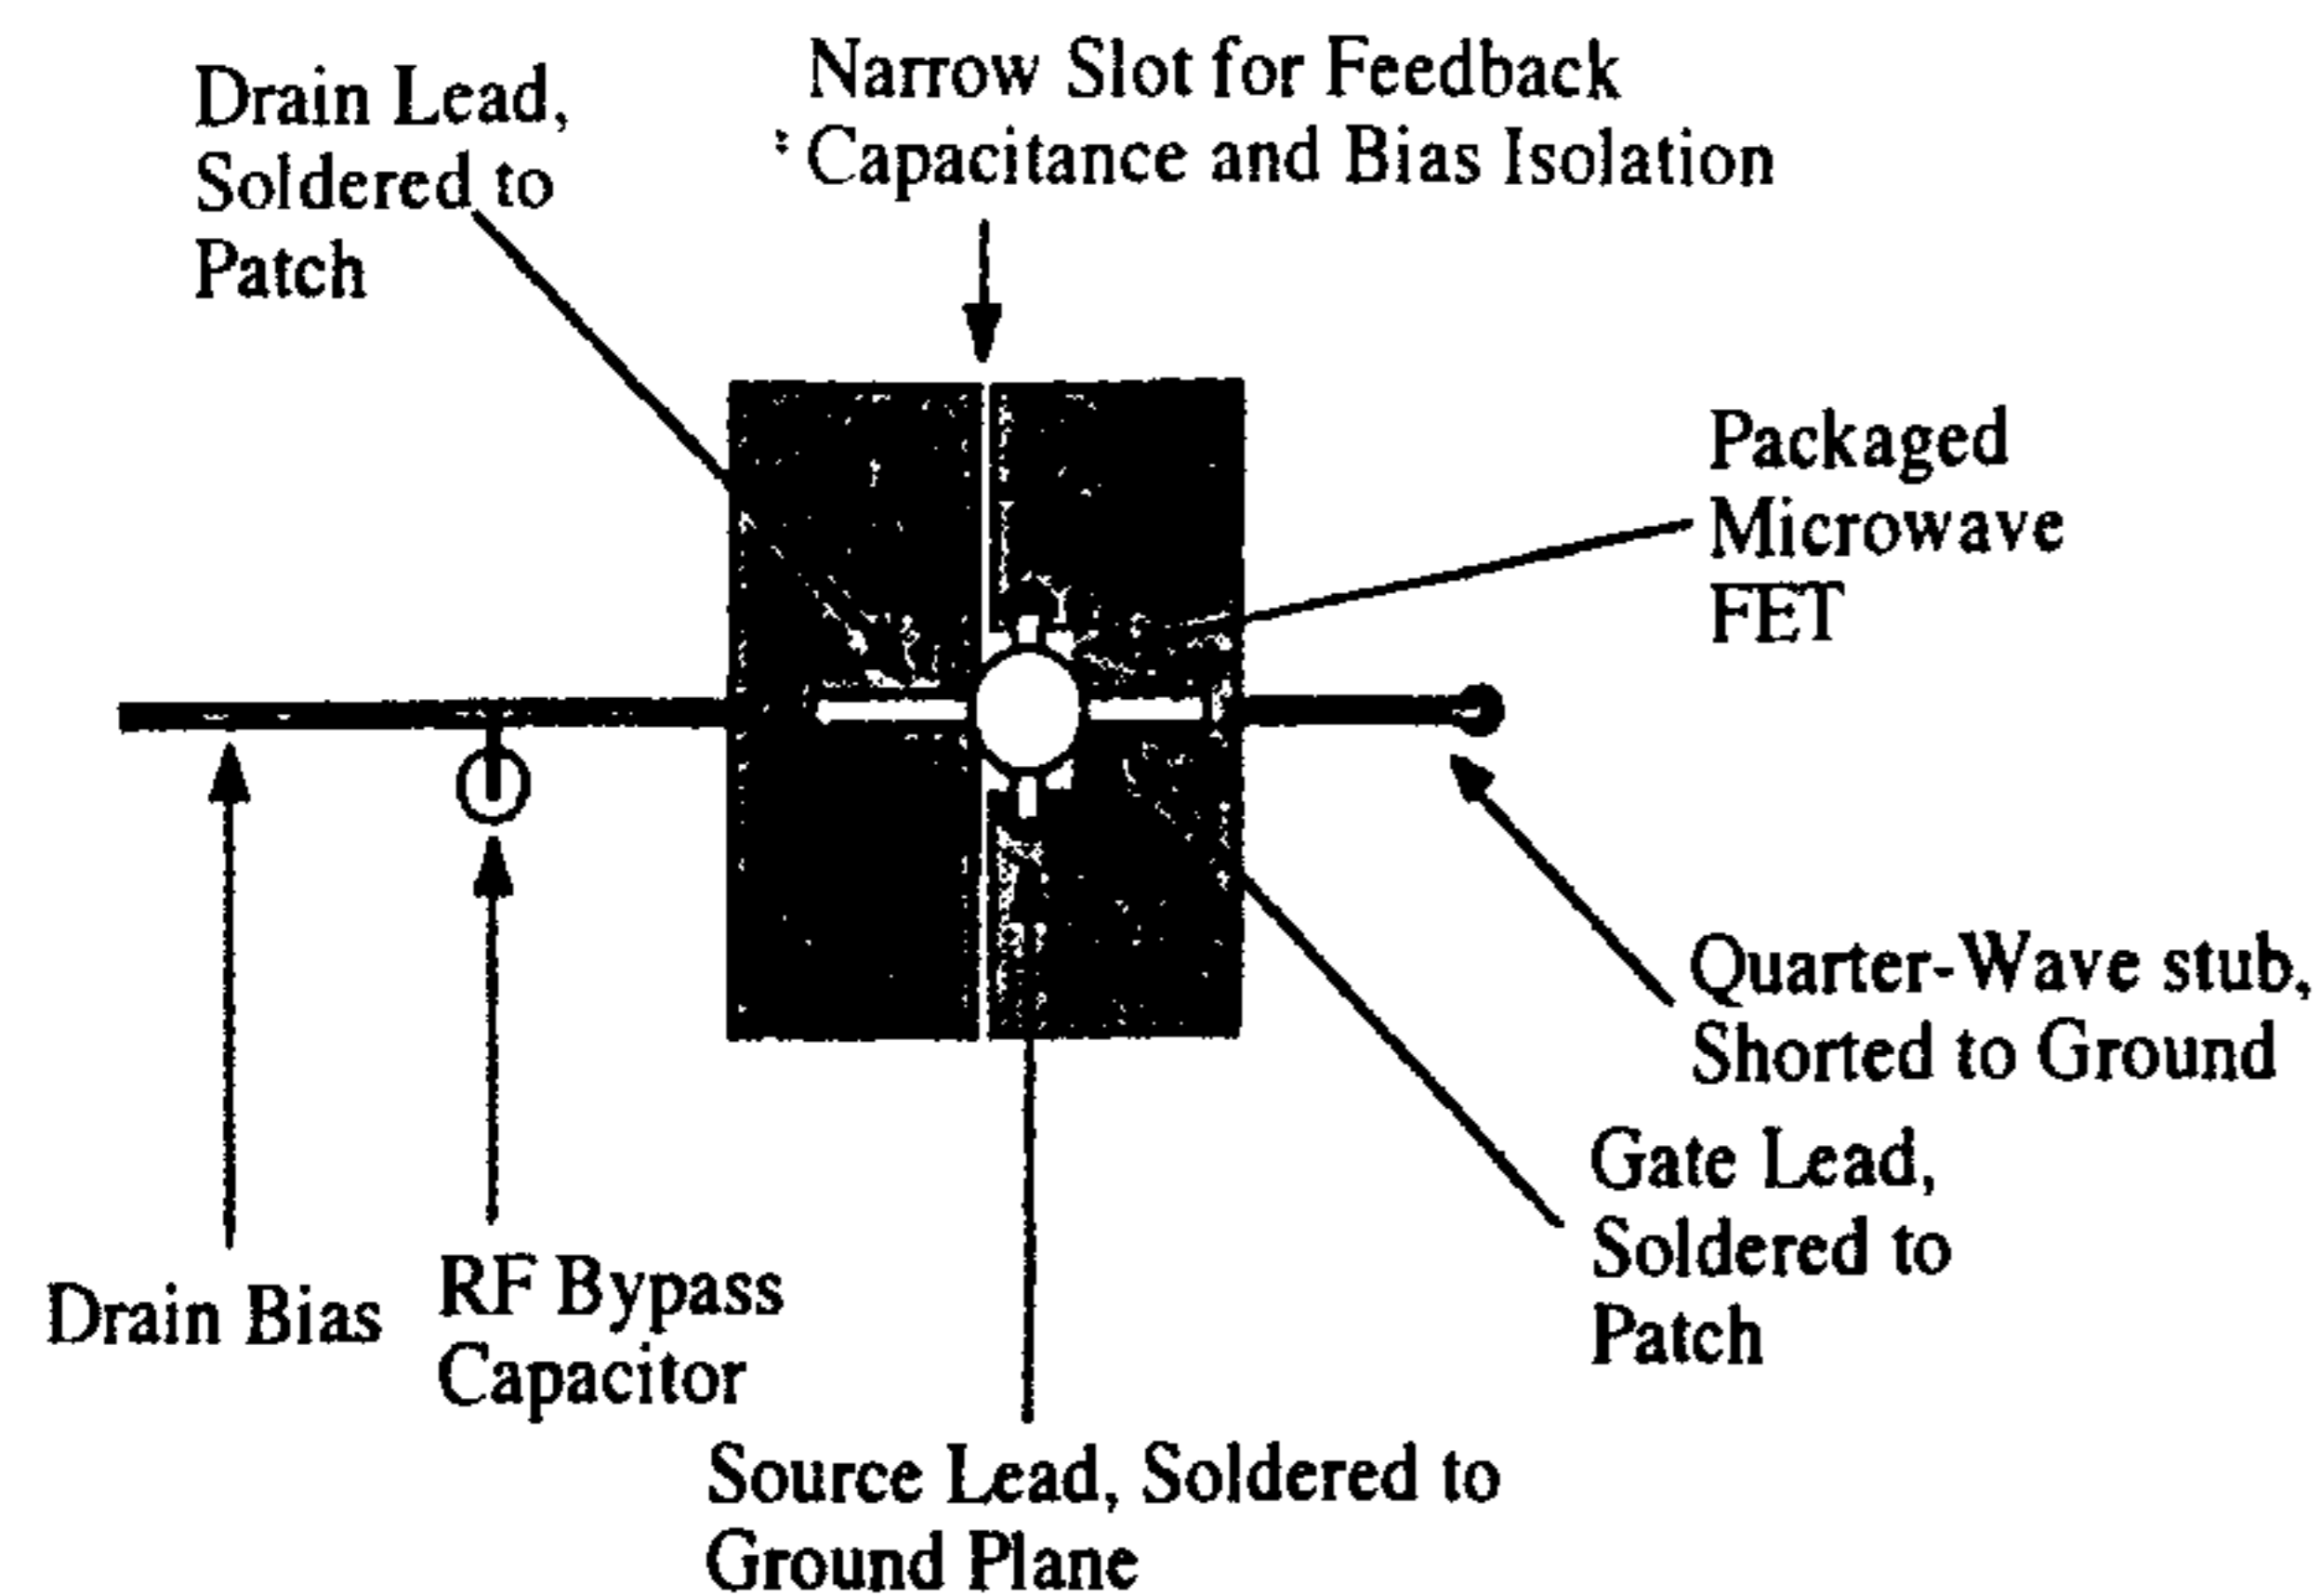 Drain Lead,
Soldered to
Patch
Narrow Slot for Feedback
Capacitance and Bias Isolation
Packaged
Microwave
FET
Quarter-Wave stub,
Shorted to Ground
Gate Lead,
Soldered to
Patch
Drain Bias
RF Bypass
Capacitor
Source Lead, Soldered to
Ground Plane